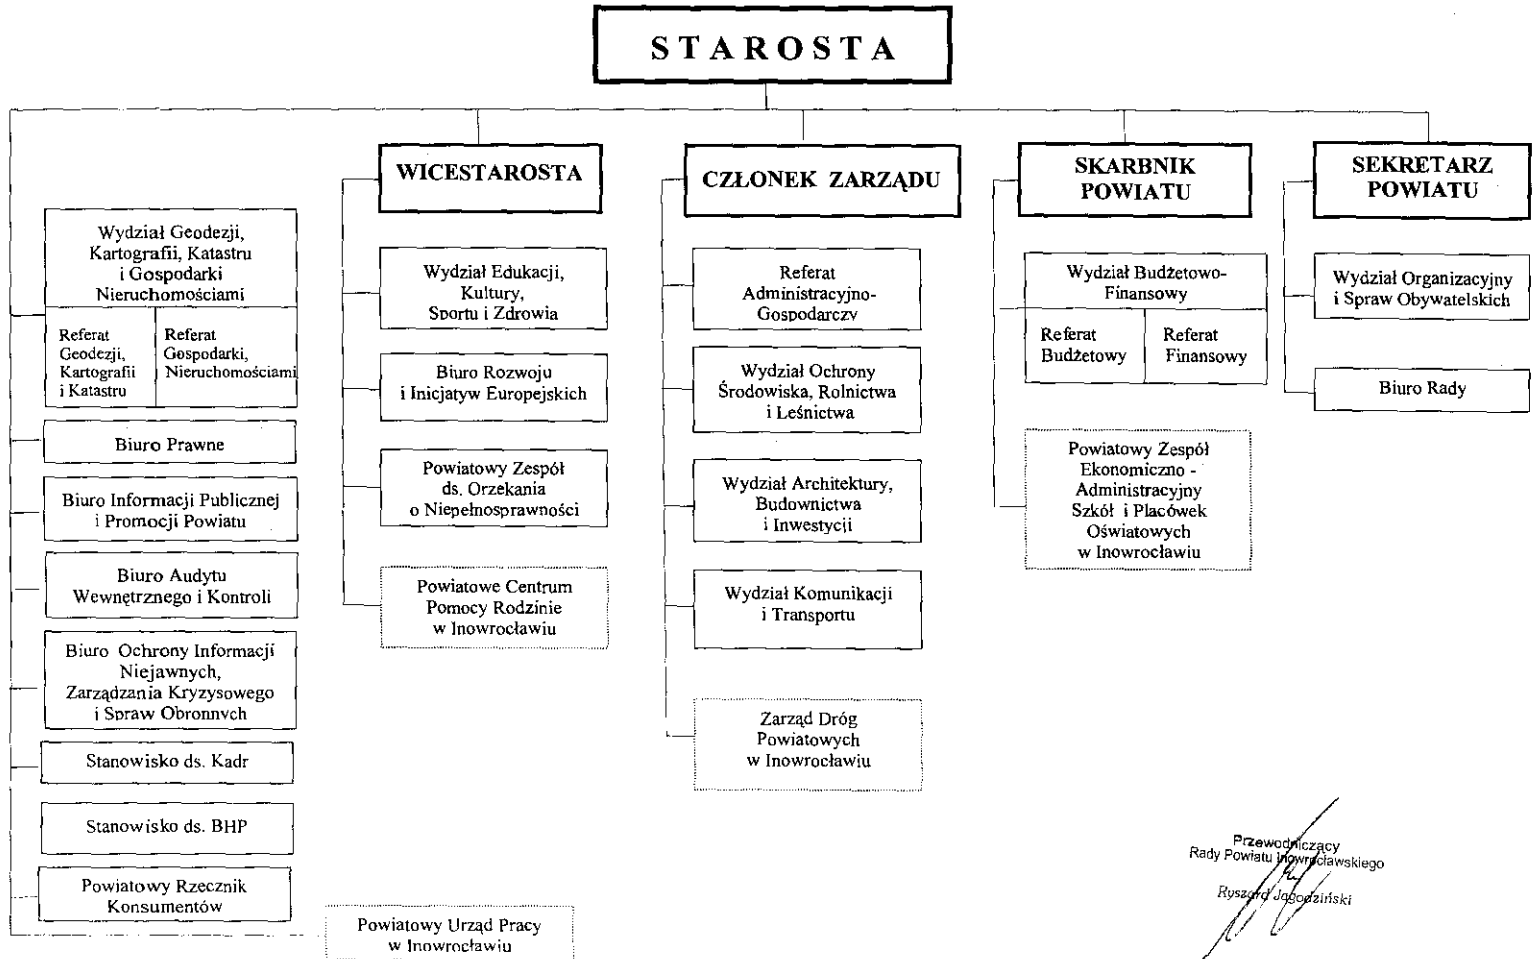 STAROSTA
Wydział Geodezji,
Kartografii, Katastru
i Gospodarki
Nieruchomościami
Referat
Geodezji,
Kartografii
i Katastru
Referat
Gospodarki,
Nieruchomościami
Biuro Prawne
Biuro Informacji Publicznej
i Promocji Powiatu
Biuro Audytu
Wewnętrznego i Kontroli
Biuro Ochrony Informacji
Niejawnych,
Zarządzania Kryzysowego
i Spraw Obronnych
Stanowisko ds. Kadr
Stanowisko ds. BHP
Powiatowy Rzecznik
Konsumentów
Powiatowy Urząd Pracy
w Inowrocławiu
WICESTAROSTA
Wydział Edukacji,
Kultury,
Sportu i Zdrowia
Biuro Rozwoju
i Inicjatyw Europejskich
Powiatowy Zespół
ds. Orzekania
o Niepełnosprawności
Powiatowe Centrum
Pomocy Rodzinie
w Inowrocławiu
CZŁONEK ZARZĄDU
Referat
Administracyjno-
Gospodarczy
Wydział Ochrony
Środowiska, Rolnictwa
i Leśnictwa
Wydział Architektury,
Budownictwa
i Inwestycji
Wydział Komunikacji
i Transportu
Zarząd Dróg
Powiatowych
w Inowrocławiu
SKARBNIK
POWIATU
Wydział Budżetowo-
Finansowy
Referat
Budżetowy
Referat
Finansowy
Powiatowy Zespół
Ekonomiczno -
Administracyjny
Szkół i Placówek
Oświatowych
w Inowrocławiu
SEKRETARZ
POWIATU
Wydział Organizacyjny
i Spraw Obywatelskich
Biuro Rady
Przewodniczący
Rady Powiatu Inowrocławskiego
Ryszard Jagodziński